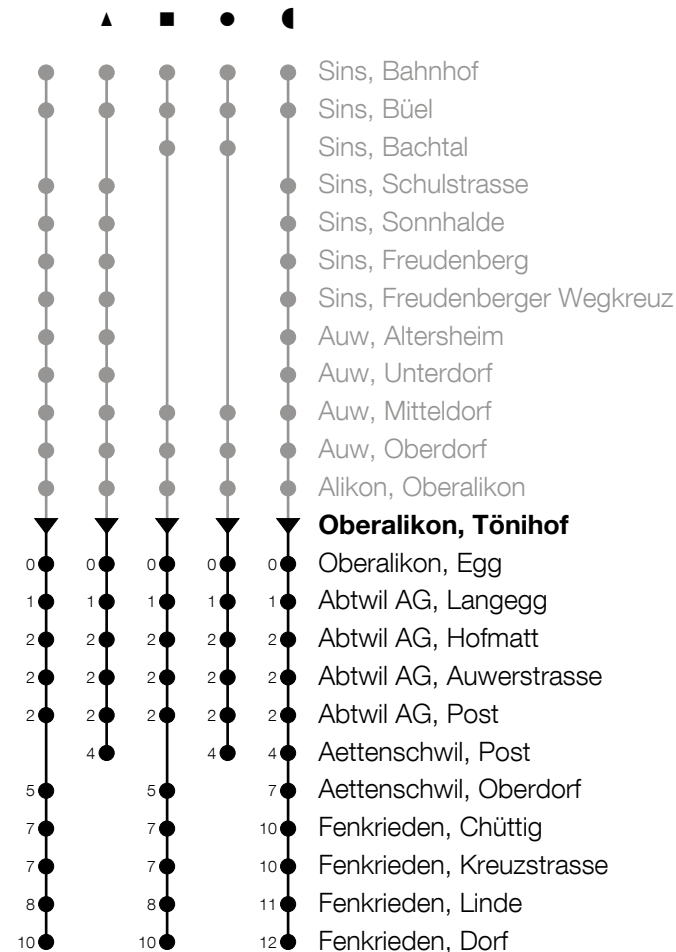 Sins, Bahnhof
Sins, Büel
Sins, Bachtal
Sins, Schulstrasse
Sins, Sonnhalde
Sins, Freudenberg
Sins, Freudenberger Wegkreuz
Auw, Altersheim
Auw, Unterdorf
Auw, Mitteldorf
Auw, Oberdorf
Alikon, Oberalikon
Oberalikon, Tönihof
0 0 0 0 0 Oberalikon, Egg
1 1 1 1 1 Abtwil AG, Langegg
2 2 2 2 2 Abtwil AG, Hofmatt
2 2 2 2 2 Abtwil AG, Auwerstrasse
2 2 2 2 2 Abtwil AG, Post
4 4 4 Aettenschwil, Post
5 5 7 Aettenschwil, Oberdorf
7 7 10 Fenkrieden, Chüttig
7 7 10 Fenkrieden, Kreuzstrasse
8 8 11 Fenkrieden, Linde
10 10 12 Fenkrieden, Dorf